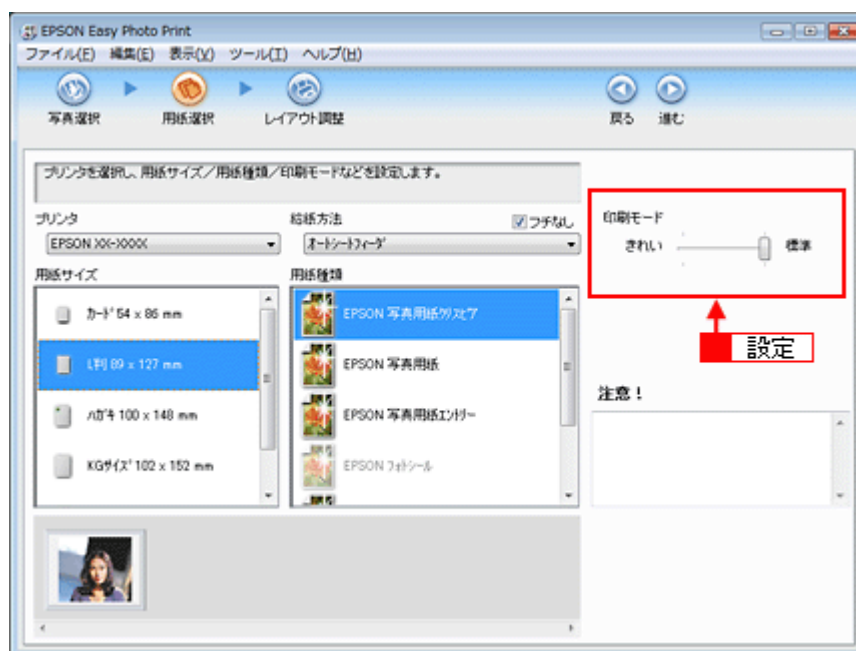 EPSON Easy Photo Print
ファイル(F) 編集(E) 表示(V) ツール(T) ヘルプ(H)
写真選択 用紙選択 レイアウト調整 戻る 進む
プリンタを選択し、用紙サイズ/用紙種類/印刷モードなどを設定します。
プリンタ 給紙方法 フチなし
EPSON XX-XXXX オートシートフィーダ
用紙サイズ 用紙種類
カード 54 x 86 mm
L判 89 x 127 mm
ハガキ 100 x 148 mm
KGサイズ 102 x 152 mm
EPSON 写真用紙クリスピア
EPSON 写真用紙
EPSON 写真用紙エントリー
EPSON フォトシール
印刷モード
きれい 標準
設定
注意!